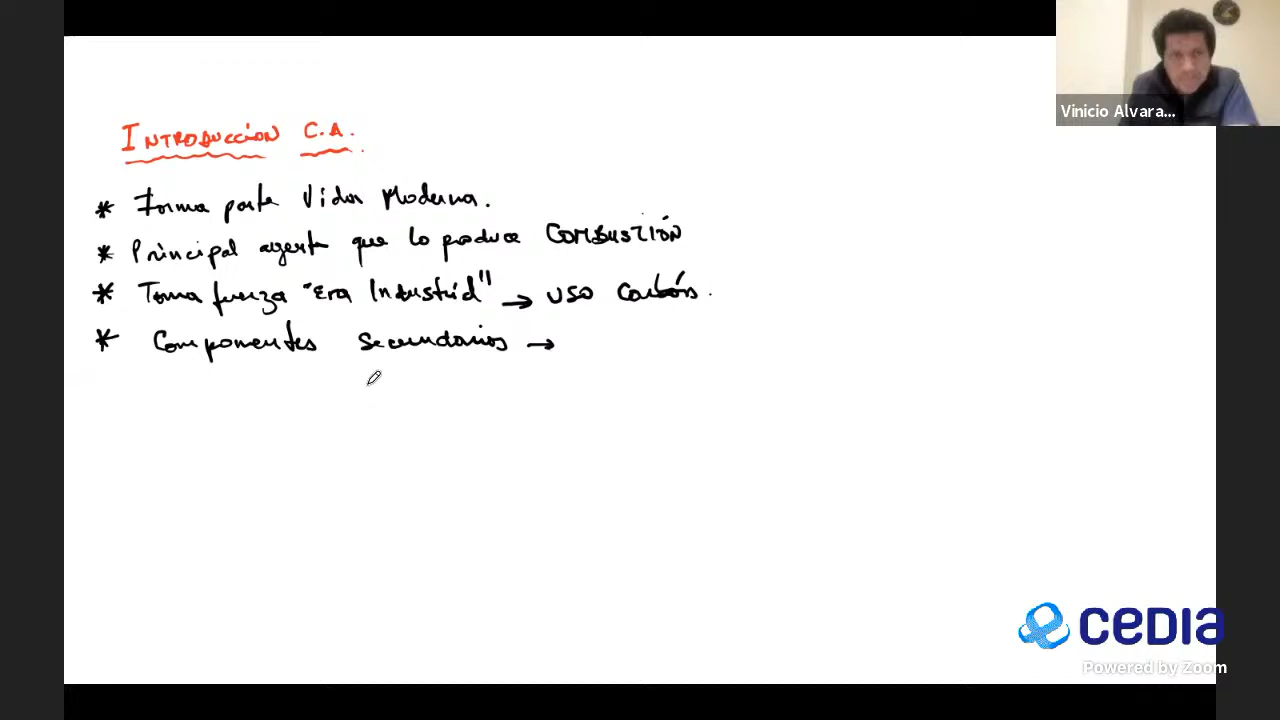 INTRODUCCIÓN C.A.
* Forma parte Vida Moderna.
* Principal agente que lo produce COMBUSTIÓN
* Toma fuerza "Era Industrial" → USO Carbón.
* Componentes Secundarios →
Vinicio Alvara...
CEDIA
Powered by Zoom